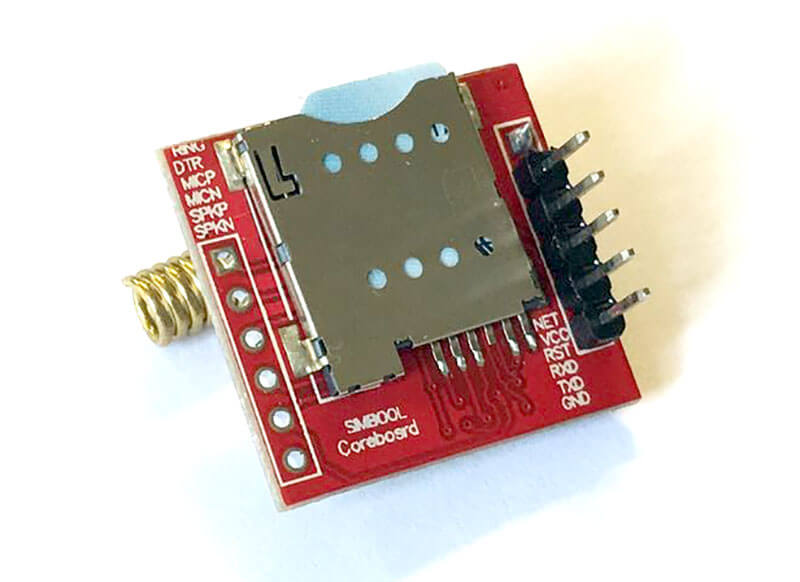 RING
DTR
MICP
MICN
SPKP
SPKN
NET
VCC
RST
RXD
TXD
GND
SIM800L
Coreboard